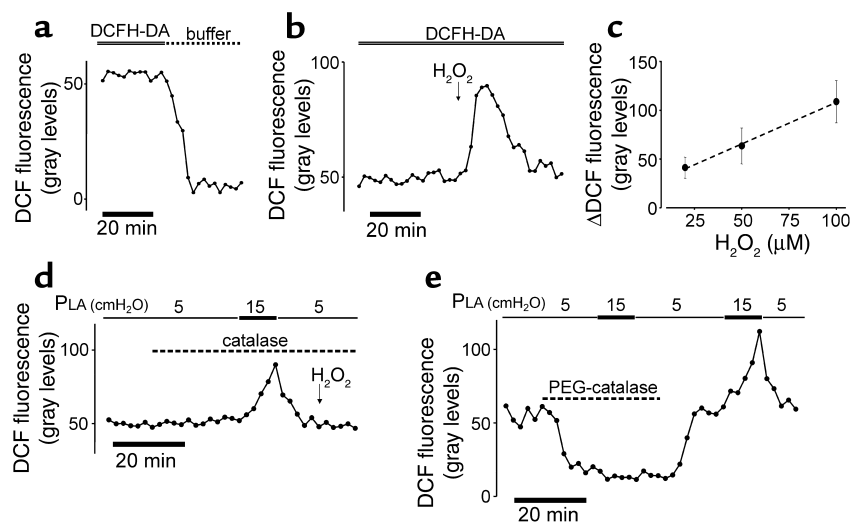 a
DCFH-DA buffer
DCF fluorescence
(gray levels)
50
0
20 min
b
DCFH-DA
DCF fluorescence
(gray levels)
100
50
H₂O₂
20 min
c
ΔDCF fluorescence
(gray levels)
150
100
50
0
25 50 75 100
H₂O₂ (μM)
d
PLA (cmH₂O) 5 15 5
DCF fluorescence
(gray levels)
100
50
catalase
H₂O₂
20 min
e
PLA (cmH₂O) 5 15 5 15 5
DCF fluorescence
(gray levels)
100
50
0
PEG-catalase
20 min